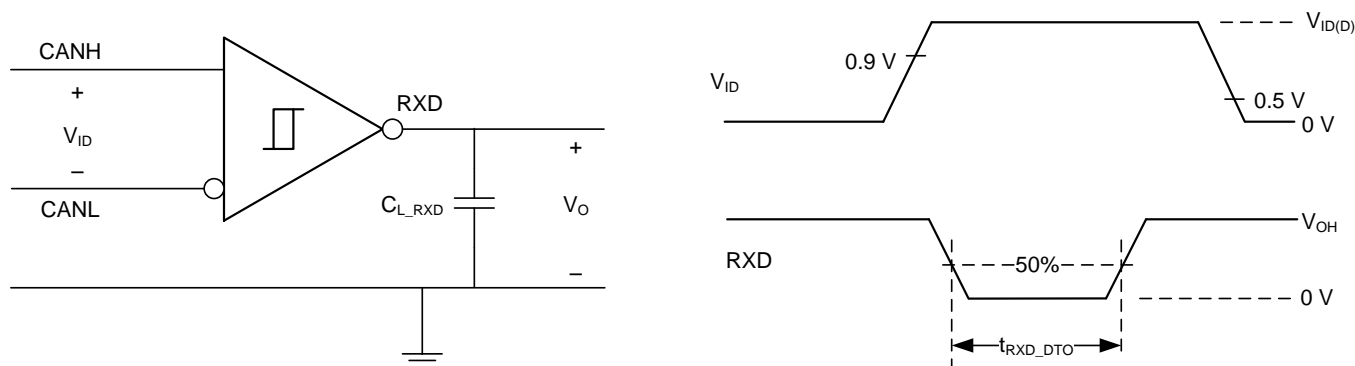 CANH
+
V_ID
−
CANL
RXD
C_L_RXD
+
V_O
−
V_ID
0.9 V
V_ID(D)
0.5 V
0 V
RXD
50%
V_OH
0 V
t_RXD_DTO